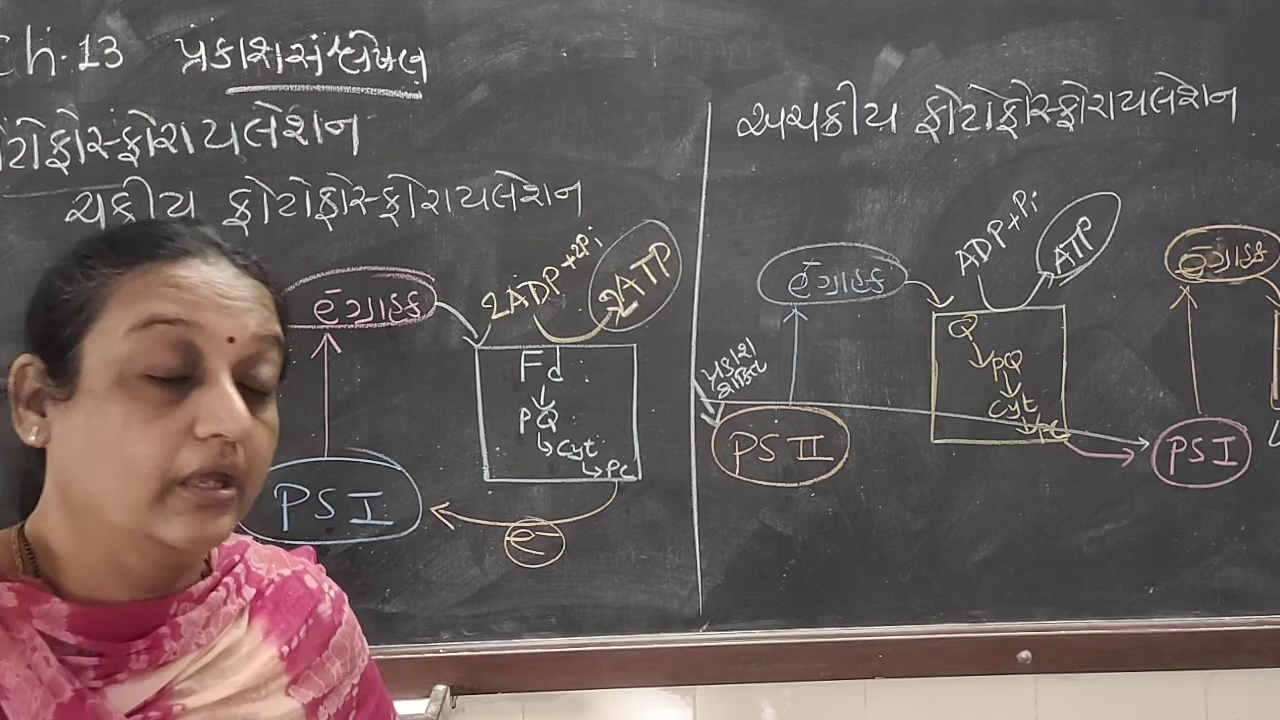 Ch.13 પ્રકાશસંશ્લેષણ
ટોફોસ્ફોરાયલેશન
ચક્રીય ફોટોફોસ્ફોરાયલેશન
e⁻ગ્રાહક
2ADP+2Pi
2ATP
Fd
PQ
Cyt
PC
PS I
e⁻
અચક્રીય ફોટોફોસ્ફોરાયલેશન
e⁻ગ્રાહક
ADP+Pi
ATP
Q
PQ
Cyt
PC
પ્રકાશ
શક્તિ
PS II
e⁻ગ્રાહક
PS I